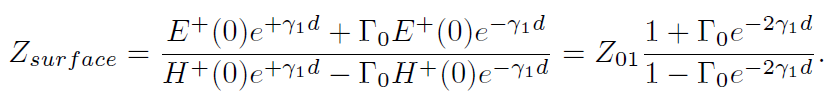 $Z_{surface} = \frac{E^{+}(0)e^{+\gamma_1 d} + \Gamma_0 E^{+}(0)e^{-\gamma_1 d}}{H^{+}(0)e^{+\gamma_1 d} - \Gamma_0 H^{+}(0)e^{-\gamma_1 d}} = Z_{01} \frac{1 + \Gamma_0 e^{-2\gamma_1 d}}{1 - \Gamma_0 e^{-2\gamma_1 d}}.$